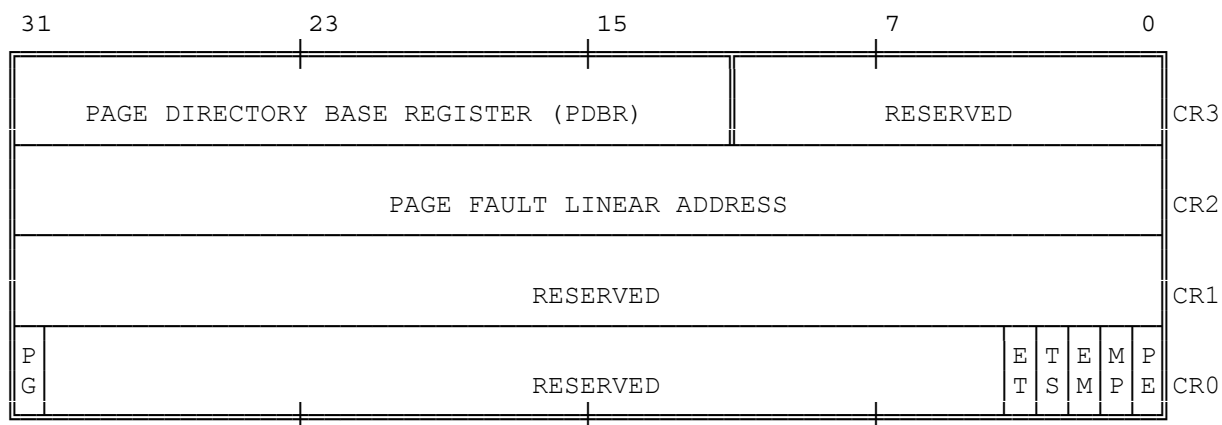 31 23 15 7 0
PAGE DIRECTORY BASE REGISTER (PDBR) RESERVED CR3
PAGE FAULT LINEAR ADDRESS CR2
RESERVED CR1
P E T E M P
G RESERVED T S M P E CR0